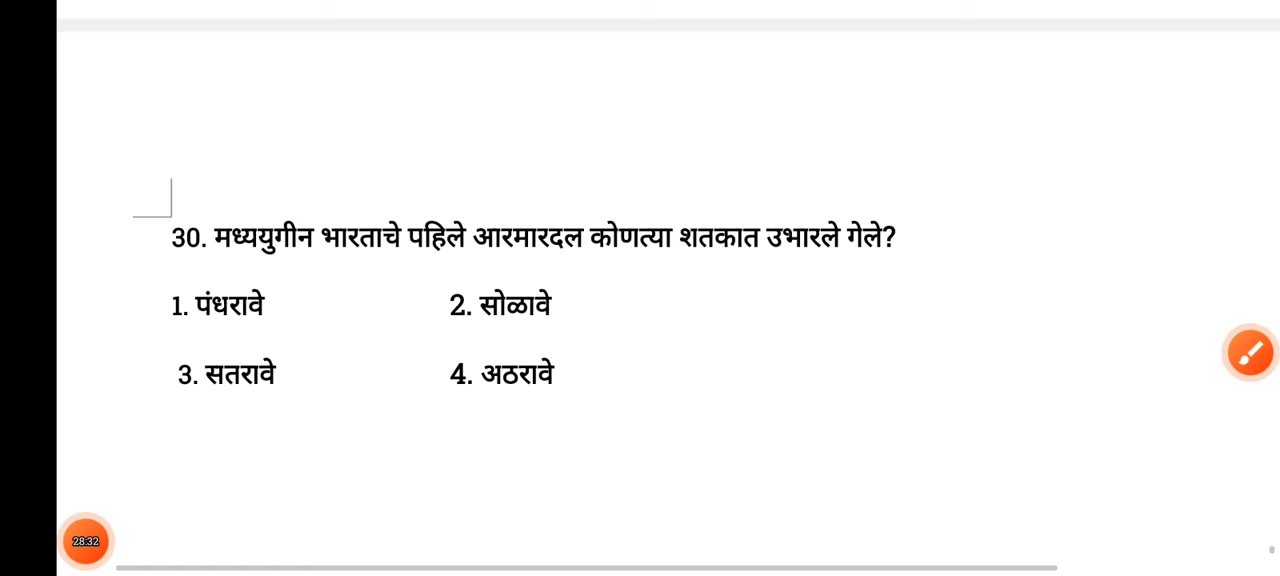 30. मध्ययुगीन भारताचे पहिले आरमारदल कोणत्या शतकात उभारले गेले?
1. पंधरावे 2. सोळावे
3. सतरावे 4. अठरावे
28:32